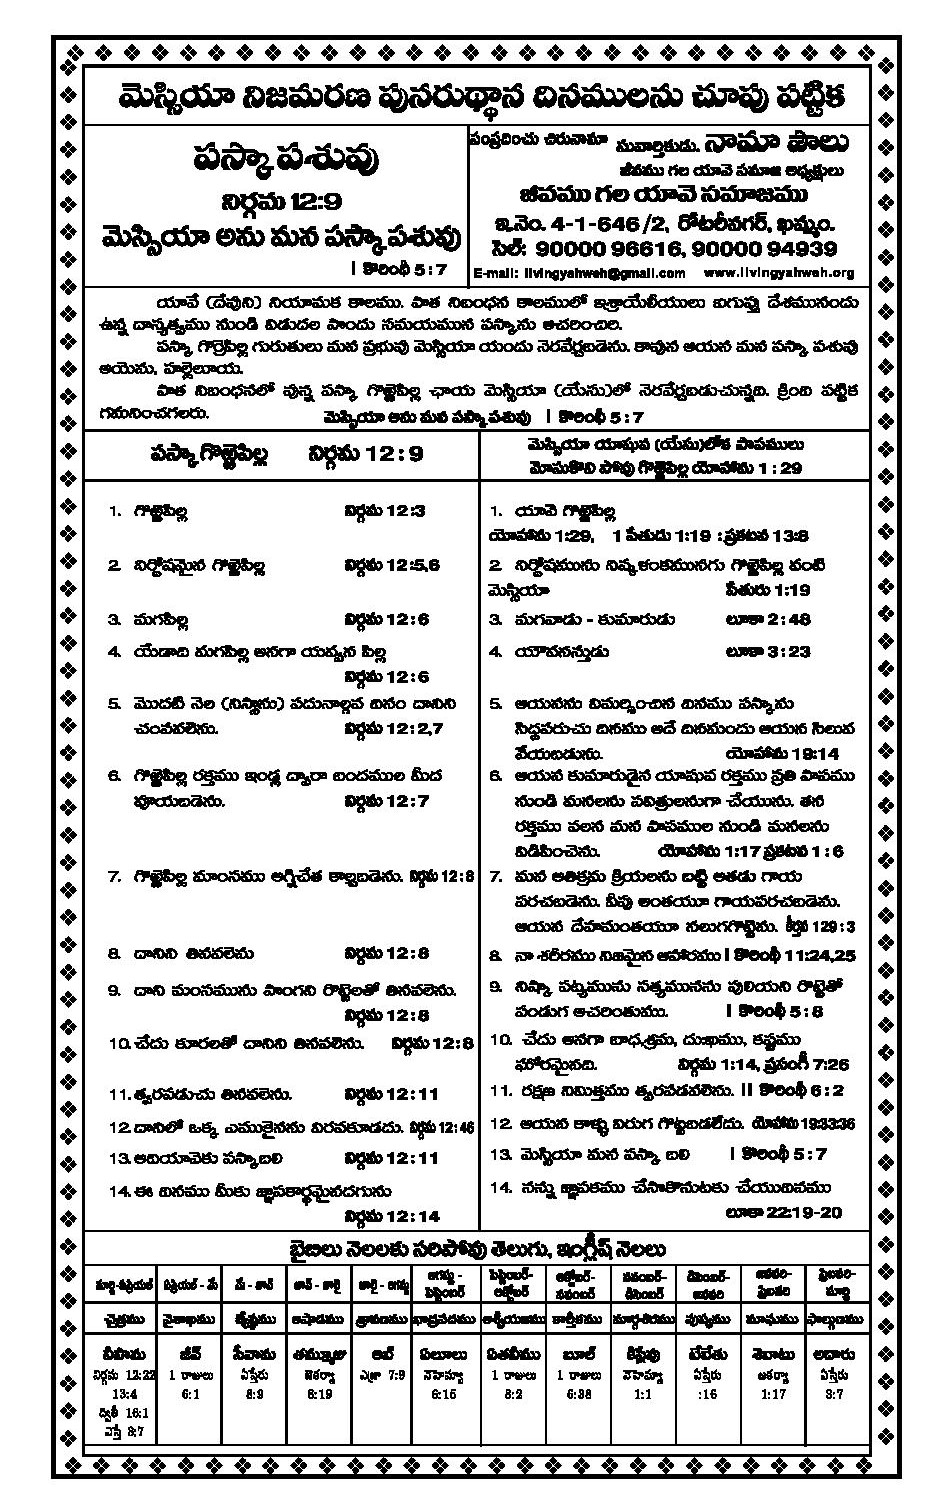 మెస్సియా నిజమరణ పునరుథ్థాన దినములను చూపు పట్టిక
పస్కా పశువు
నిర్గమ 12:9
మెస్సియా అను మన పస్కా పశువు
I కొరింథీ 5 : 7
సంప్రదించు చిరునామా సువార్తికుడు. నామా పౌలు
జీవము గల యావె సమాజ అధ్యక్షులు
జీవము గల యావె సమాజము
ఇ.నెం. 4-1-646 /2, రోటరీనగర్, ఖమ్మం.
సెల్: 90000 96616, 90000 94939
E-mail: livingyahweh@gmail.com www.livingyahweh.org
యావే (దేవుని) నియామక కాలము. పాత నిబంధన కాలములో ఇశ్రాయేలీయులు ఐగుప్తు దేశమునందు
ఉన్న దాస్యత్వము నుండి విడుదల పొందు సమయమున పస్కాను ఆచరించిరి.
పస్కా గొర్రెపిల్ల గురుతులు మన ప్రభువు మెస్సియా యందు నెరవేర్చబడెను. కావున ఆయన మన పస్కా పశువు
ఆయెను, హల్లెలూయ.
పాత నిబంధనలో వున్న పస్కా గొఱ్ఱెపిల్ల ఛాయ మెస్సియా (యేసు)లో నెరవేర్చబడుచున్నది. క్రింది పట్టిక
గమనించగలరు. మెస్సియా అను మన పస్కా పశువు I కొరింథీ 5 : 7
పస్కాగొఱ్ఱెపిల్ల నిర్గమ 12 : 9
మెస్సియా యాషువ (యేసు)లోక పాపములు
మోసుకొని పోవు గొఱ్ఱెపిల్ల యోహాను 1 : 29
1. గొఱ్ఱెపిల్ల నిర్గమ 12 :3
1. యావె గొఱ్ఱెపిల్ల
యోహాను 1:29, 1 పేతుడు 1:19 : ప్రకటన 13:8
2. నిర్దోషమైన గొఱ్ఱెపిల్ల నిర్గమ 12 :5,6
2. నిర్దోషమును నిష్కళంకమునగు గొఱ్ఱెపిల్ల వంటి
మెస్సియా పేతురు 1:19
3. మగపిల్ల నిర్గమ 12 : 6
3. మగవాడు - కుమారుడు లూకా 2 : 48
4. యేడాది మగపిల్ల అనగా యవ్వన పిల్ల
నిర్గమ 12 : 6
4. యౌవనస్తుడు లూకా 3 : 23
5. మొదటి నెల (నిస్సాను) పదునాల్గవ దినం దానిని
చంపవలెను. నిర్గమ 12 : 2,7
5. ఆయనను విమర్శించిన దినము పస్కాను
సిద్ధపరుచు దినము అదే దినమందు ఆయన సిలువ
వేయబడును. యోహాను 19:14
6. గొఱ్ఱెపిల్ల రక్తము ఇండ్ల ద్వారా బందముల మీద
పూయబడెను. నిర్గమ 12 : 7
6. ఆయన కుమారుడైన యాషువ రక్తము ప్రతి పాపము
నుండి మనలను పవిత్రులనుగా చేయును. తన
రక్తము వలన మన పాపముల నుండి మనలను
విడిపించెను. యోహాను 1:17 ప్రకటన 1 : 6
7. గొఱ్ఱెపిల్ల మాంసము అగ్నిచేత కాల్చబడెను. నిర్గమ 12 : 8
7. మన అతిక్రమ క్రియలను బట్టి అతడు గాయ
పరచబడెను. వీపు అంతయూ గాయపరచబడెను.
ఆయన దేహమంతయూ నలుగగొట్టెను. కీర్తన 129 : 3
8. దానిని తినవలెను నిర్గమ 12 : 8
8. నా శరీరము నిజమైన ఆహారము I కొరింథీ 11:24,25
9. దాని మంసమును పొంగని రొట్టెలతో తినవలెను.
నిర్గమ 12 : 8
9. నిష్కా పట్యమును సత్యమునను పులియని రొట్టెతో
పండుగ ఆచరింతుము. I కొరింథీ 5 : 8
10. చేదు కూరలతో దానిని తినవలెను. నిర్గమ 12 : 8
10. చేదు అనగా బాధ,శ్రమ, దుఃఖము, కష్టము
ఘోరమైనది. నిర్గమ 1:14, ప్రసంగీ 7:26
11. త్వరపడుచు తినవలెను. నిర్గమ 12 : 11
11. రక్షణ నిమిత్తము త్వరపడవలెను. II కొరింథీ 6 : 2
12. దానిలో ఒక్క ఎముకైనను విరవకూడదు. నిర్గమ 12 : 46
12. ఆయన కాళ్ళు విరుగ గొట్టబడలేదు. యోహాను 19:33:36
13. అదియావెకు పస్కాబలి నిర్గమ 12 : 11
13. మెస్సియా మన పస్కా బలి I కొరింథీ 5 : 7
14. ఈ దినము మీకు జ్ఞాపకార్థమైనదగును
నిర్గమ 12 : 14
14. నన్ను జ్ఞాపకము చేసాకొనుటకు చేయుదినము
లూకా 22:19-20
బైబిలు నెలలకు సరిపోవు తెలుగు, ఇంగ్లీష్ నెలలు
మార్చి-ఏప్రియల్ ఏప్రియల్ - మే మే - జూన్ జూన్ - జూలై జూలై - ఆగష్టు ఆగష్టు - సెప్టెంబర్ సెప్టెంబర్- అక్టోబర్ అక్టోబర్- నవంబర్ నవంబర్- డిసెంబర్ డిసెంబర్- జనవరి జనవరి- ఫిబ్రవరి ఫిబ్రవరి- మార్చి
చైత్రము వైశాఖము జ్యేష్టము ఆషాడము శ్రావణము భాద్రపదము ఆశ్వీయుజము కార్తీకము మార్గశిరము పుష్యము మాఘము ఫాల్గుణము
బీహను జీవ్ సీవాను తమ్మూజు ఆబ్ ఏలూలు ఏతనీము బూల్ కిస్లేవు టేబేతు శెబాటు అదారు
నిర్గమ 12:22 1 రాజులు ఏస్తేరు జెకర్యా ఎజ్రా 7:9 నెహెమ్యా 1 రాజులు 1 రాజులు నెహెమ్యా ఏస్తేరు జకర్యా ఏస్తేరు
13:4 6:1 8:9 8:19 6:15 8:2 6:38 1:1 :16 1:17 3:7
ద్వితీ 16:1
ఎస్తే 3;7